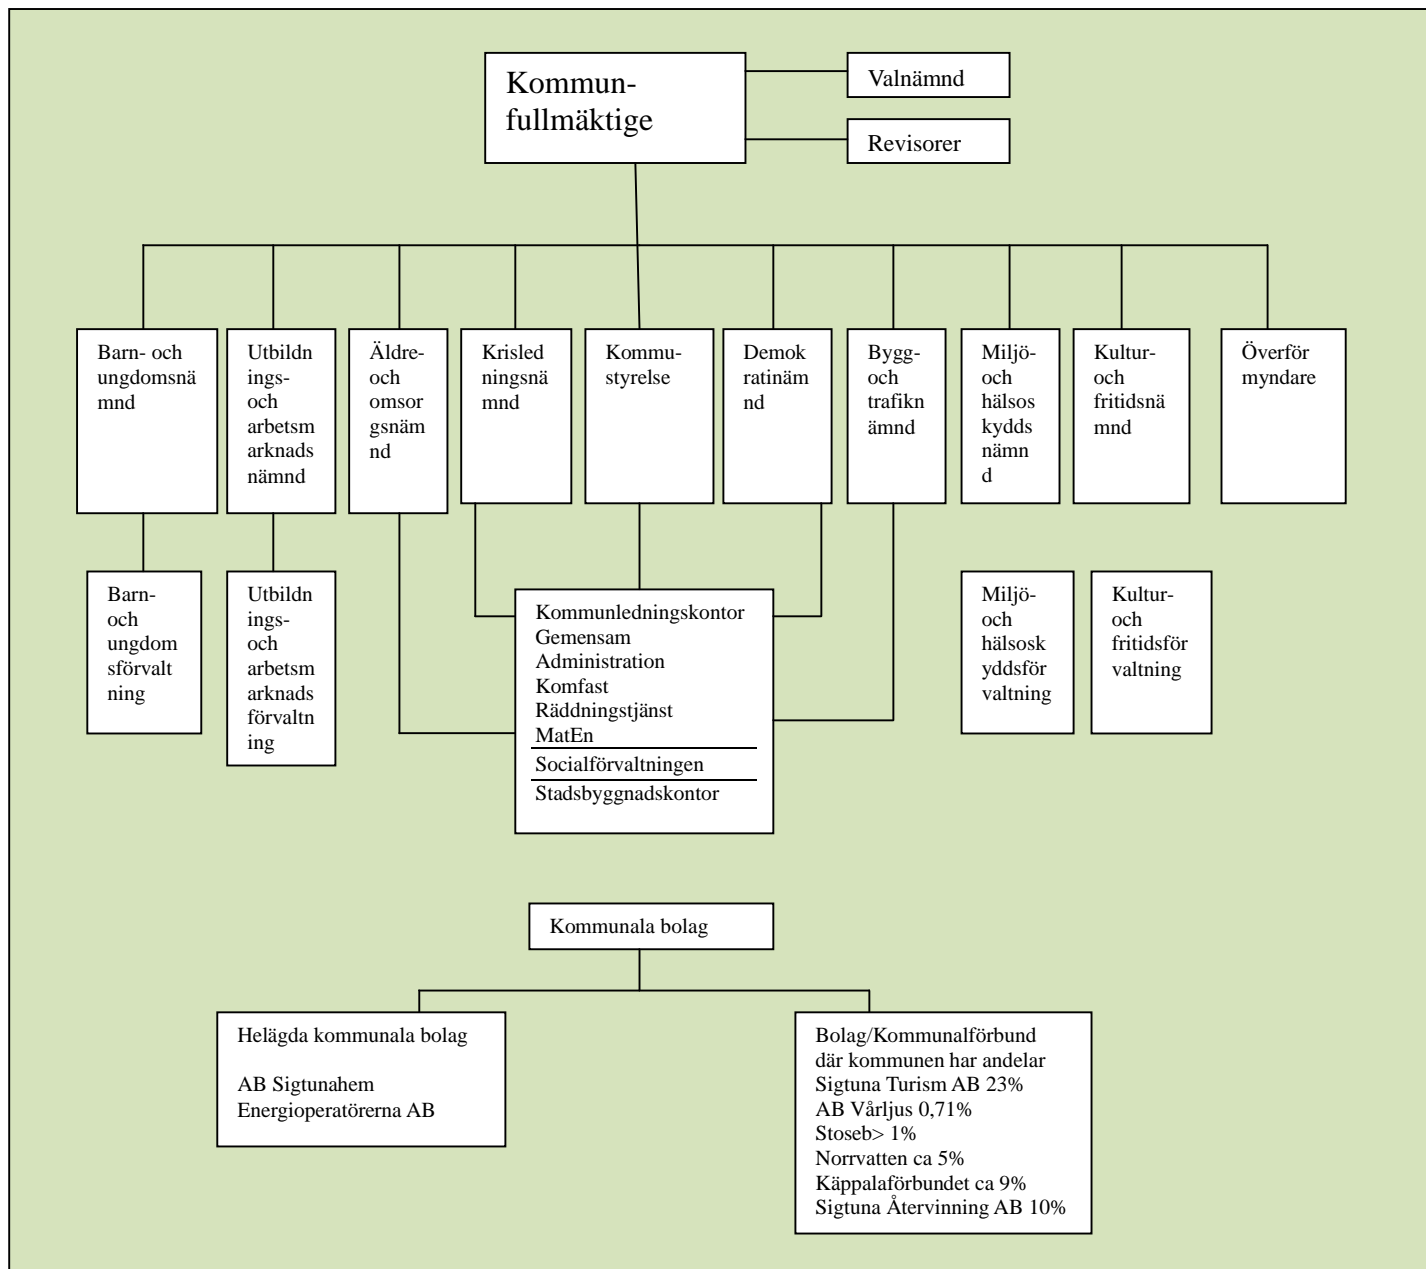 Kommun-
fullmäktige
Valnämnd
Revisorer
Barn- och
ungdomsnä
mnd
Utbildn
ings-
och
arbetsm
arknads
nämnd
Äldre-
och
omsor
gsnäm
nd
Krisled
ningsnä
mnd
Kommu-
styrelse
Demok
ratinäm
nd
Bygg-
och
trafikn
ämnd
Miljö-
och
hälsos
kydds
nämn
d
Kultur-
och
fritidsnä
mnd
Överför
myndare
Barn-
och
ungdom
sförvalt
ning
Utbildn
ings-
och
arbetsm
arknads
förvaltn
ing
Kommunledningskontor
Gemensam
Administration
Komfast
Räddningstjänst
MatEn
Socialförvaltningen
Stadsbyggnadskontor
Miljö-
och
hälsosk
yddsför
valtning
Kultur-
och
fritidsför
valtning
Kommunala bolag
Helägda kommunala bolag
AB Sigtunahem
Energioperatörerna AB
Bolag/Kommunalförbund
där kommunen har andelar
Sigtuna Turism AB 23%
AB Vårljus 0,71%
Stoseb> 1%
Norrvatten ca 5%
Käppalaförbundet ca 9%
Sigtuna Återvinning AB 10%